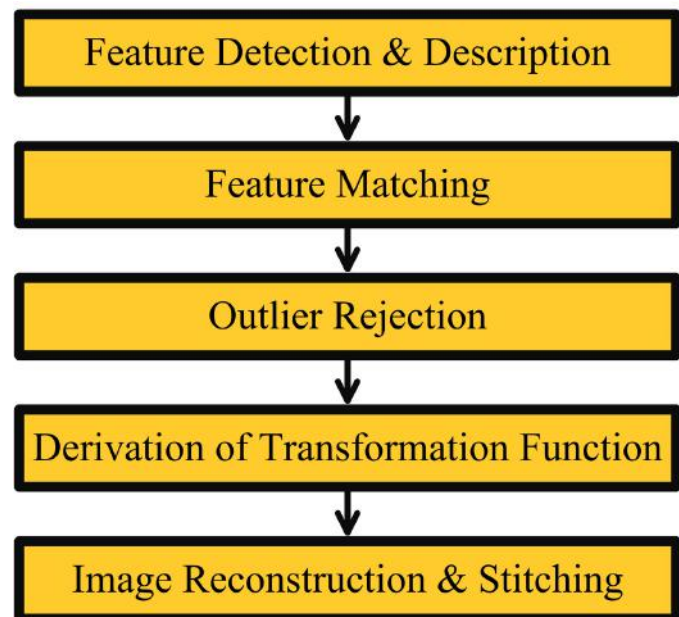 Feature Detection & Description
Feature Matching
Outlier Rejection
Derivation of Transformation Function
Image Reconstruction & Stitching